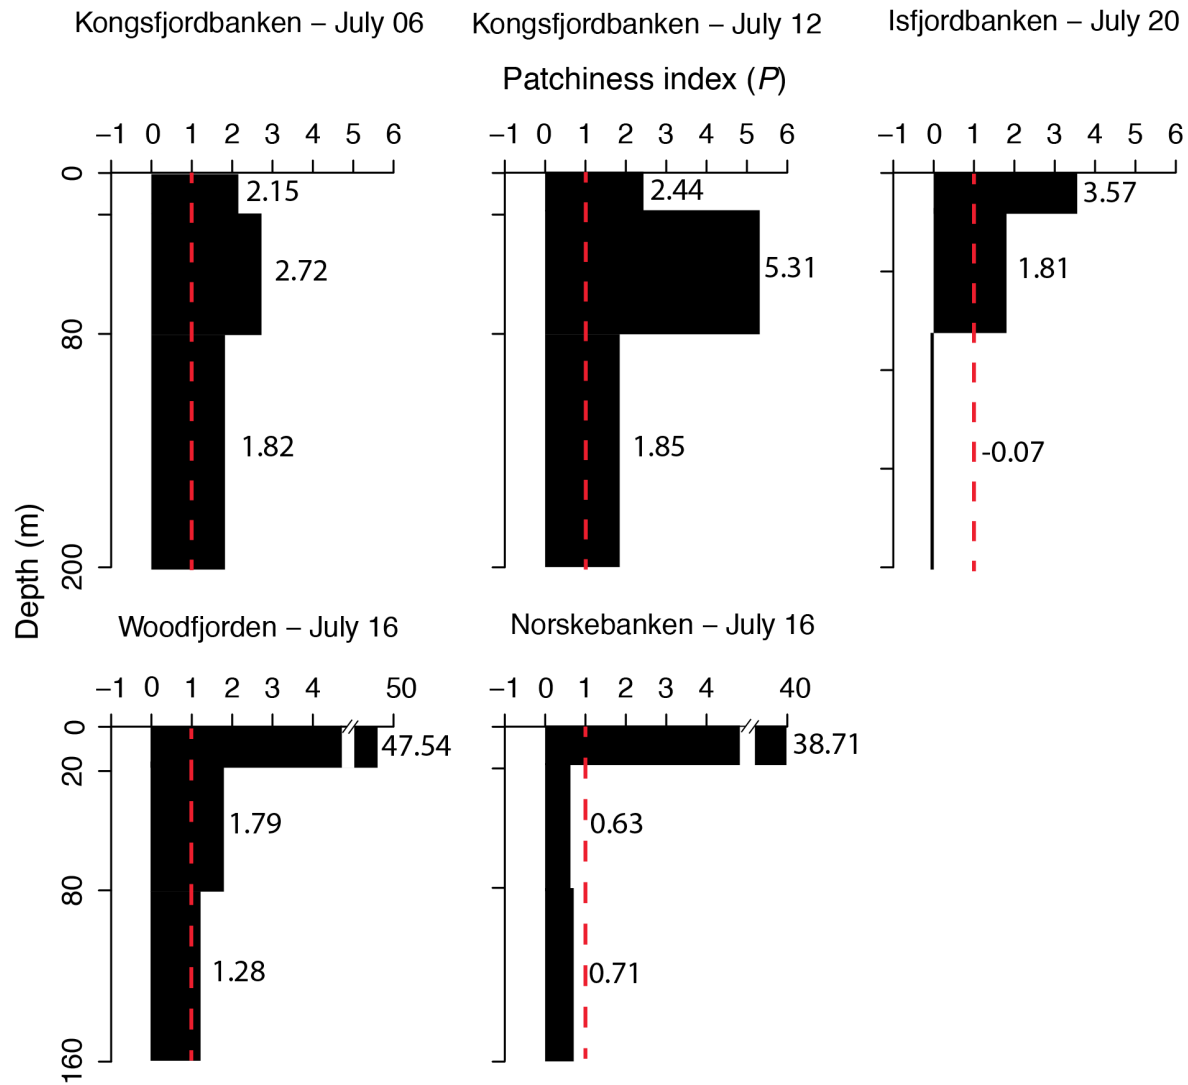 Kongsfjordbanken – July 06
Kongsfjordbanken – July 12
Isfjordbanken – July 20
Patchiness index (P)
−1 0 1 2 3 4 5 6
−1 0 1 2 3 4 5 6
−1 0 1 2 3 4 5 6
0
80
200
2.15
2.72
1.82
2.44
5.31
1.85
3.57
1.81
-0.07
Depth (m)
Woodfjorden – July 16
Norskebanken – July 16
−1 0 1 2 3 4 50
−1 0 1 2 3 4 40
0
20
80
160
47.54
1.79
1.28
38.71
0.63
0.71